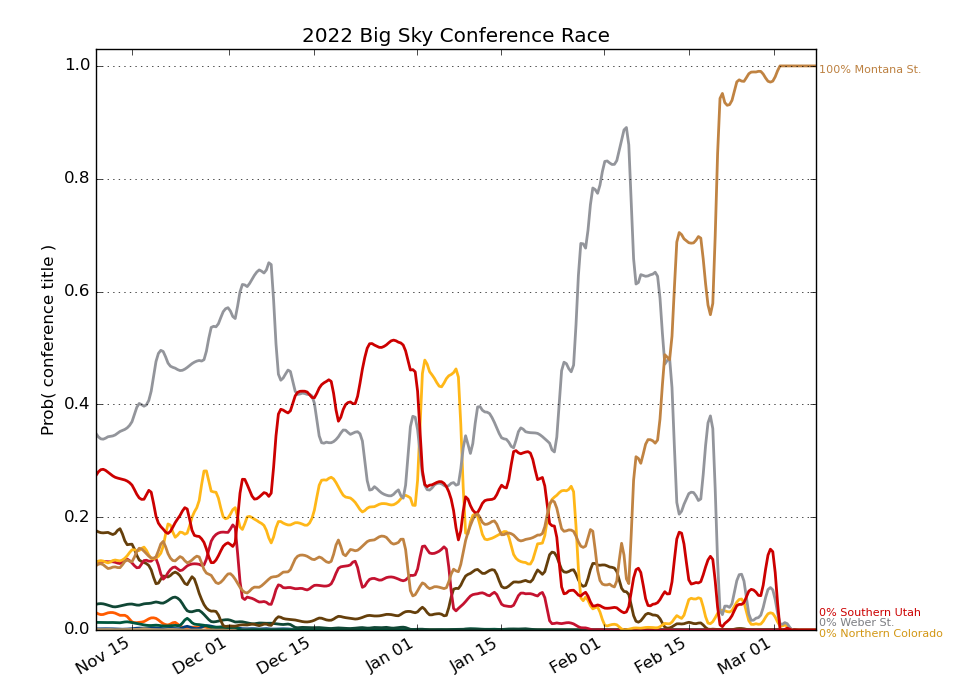 2022 Big Sky Conference Race
1.0
0.8
0.6
0.4
0.2
0.0
Prob( conference title )
Nov 15
Dec 01
Dec 15
Jan 01
Jan 15
Feb 01
Feb 15
Mar 01
100% Montana St.
0% Southern Utah
0% Weber St.
0% Northern Colorado